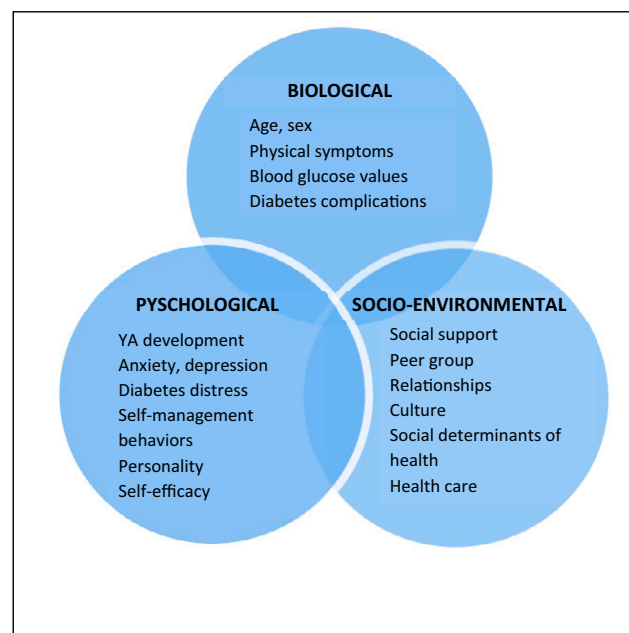 BIOLOGICAL
Age, sex
Physical symptoms
Blood glucose values
Diabetes complications
PYSCHOLOGICAL
YA development
Anxiety, depression
Diabetes distress
Self-management
behaviors
Personality
Self-efficacy
SOCIO-ENVIRONMENTAL
Social support
Peer group
Relationships
Culture
Social determinants of
health
Health care